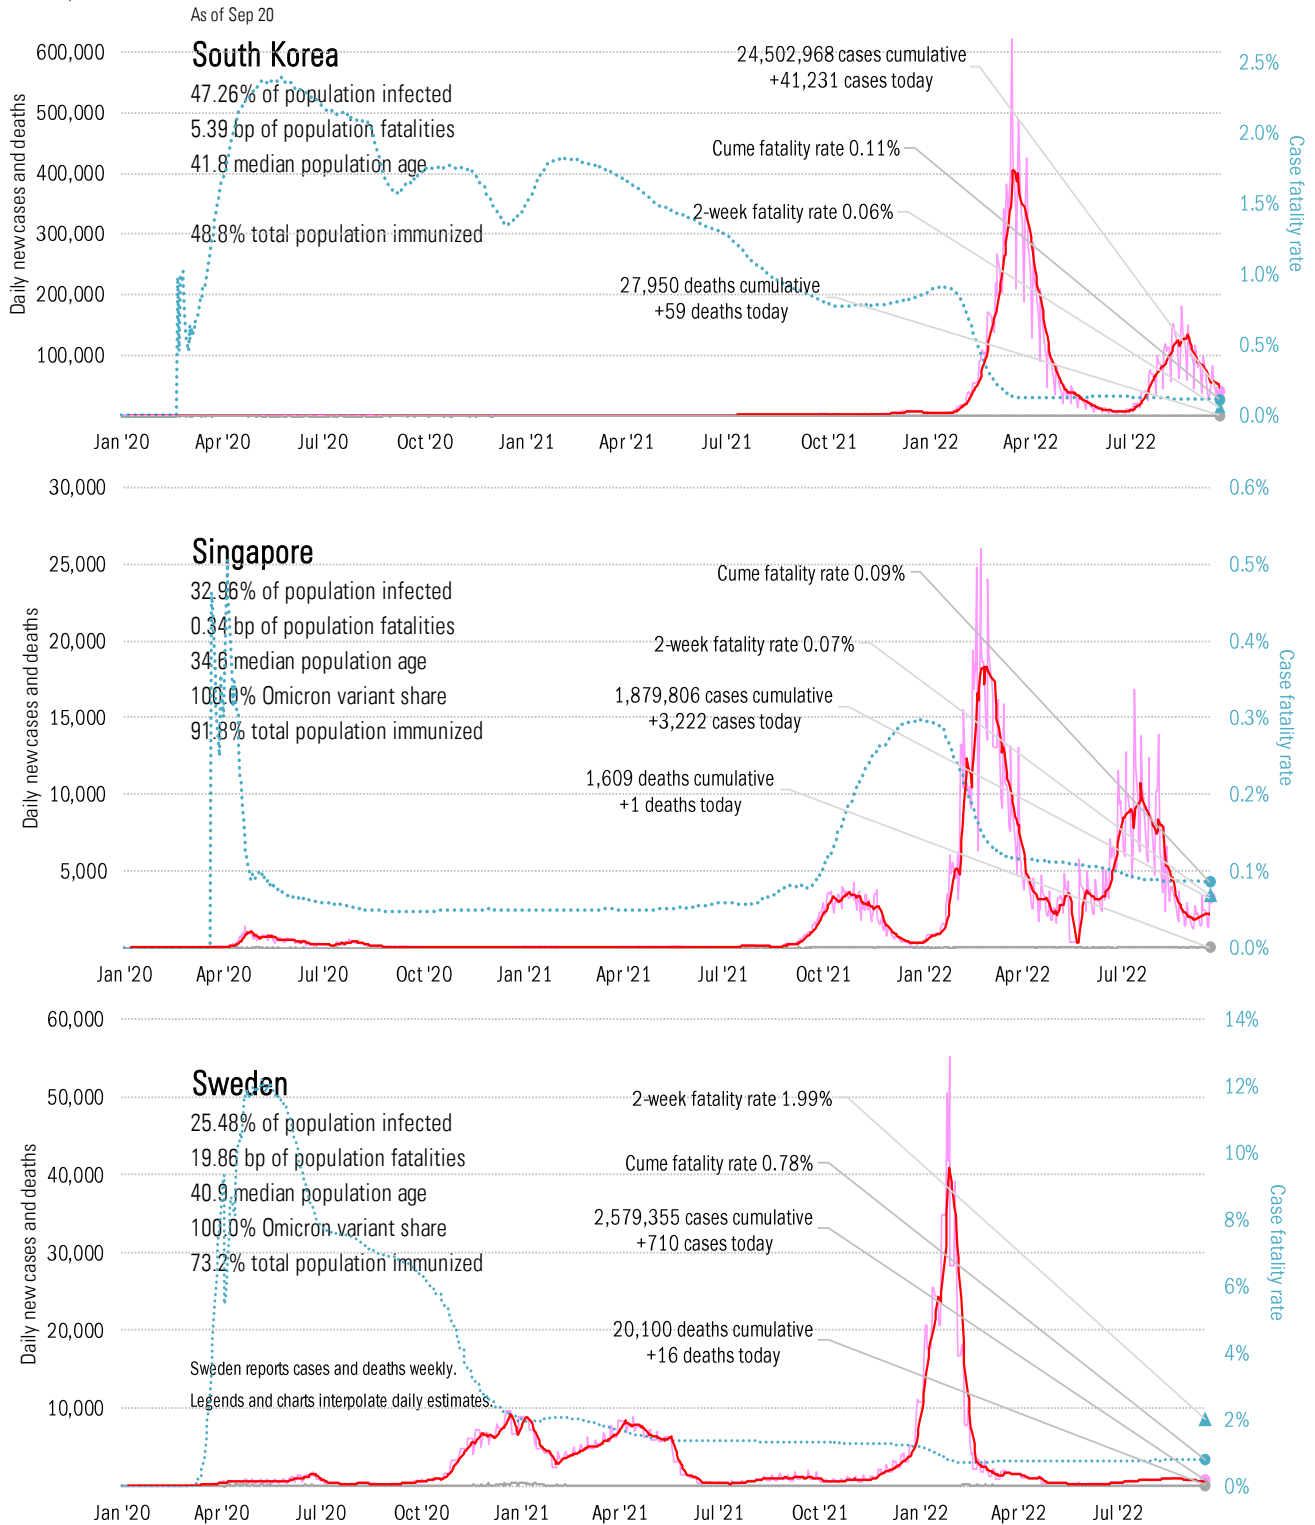 As of Sep 20
South Korea
47.26% of population infected
5.39 bp of population fatalities
41.8 median population age
48.8% total population immunized
24,502,968 cases cumulative
+41,231 cases today
Cume fatality rate 0.11%
2-week fatality rate 0.06%
27,950 deaths cumulative
+59 deaths today
Daily new cases and deaths
600,000
500,000
400,000
300,000
200,000
100,000
2.5%
2.0%
1.5%
1.0%
0.5%
0.0%
Case fatality rate
Jan '20 Apr '20 Jul '20 Oct '20 Jan '21 Apr '21 Jul '21 Oct '21 Jan '22 Apr '22 Jul '22
Singapore
32.96% of population infected
0.34 bp of population fatalities
34.6 median population age
100.0% Omicron variant share
91.8% total population immunized
Cume fatality rate 0.09%
2-week fatality rate 0.07%
1,879,806 cases cumulative
+3,222 cases today
1,609 deaths cumulative
+1 deaths today
Daily new cases and deaths
30,000
25,000
20,000
15,000
10,000
5,000
0.6%
0.5%
0.4%
0.3%
0.2%
0.1%
0.0%
Case fatality rate
Jan '20 Apr '20 Jul '20 Oct '20 Jan '21 Apr '21 Jul '21 Oct '21 Jan '22 Apr '22 Jul '22
Sweden
25.48% of population infected
19.86 bp of population fatalities
40.9 median population age
100.0% Omicron variant share
73.2% total population immunized
Sweden reports cases and deaths weekly.
Legends and charts interpolate daily estimates.
2-week fatality rate 1.99%
Cume fatality rate 0.78%
2,579,355 cases cumulative
+710 cases today
20,100 deaths cumulative
+16 deaths today
Daily new cases and deaths
60,000
50,000
40,000
30,000
20,000
10,000
14%
12%
10%
8%
6%
4%
2%
0%
Case fatality rate
Jan '20 Apr '20 Jul '20 Oct '20 Jan '21 Apr '21 Jul '21 Oct '21 Jan '22 Apr '22 Jul '22